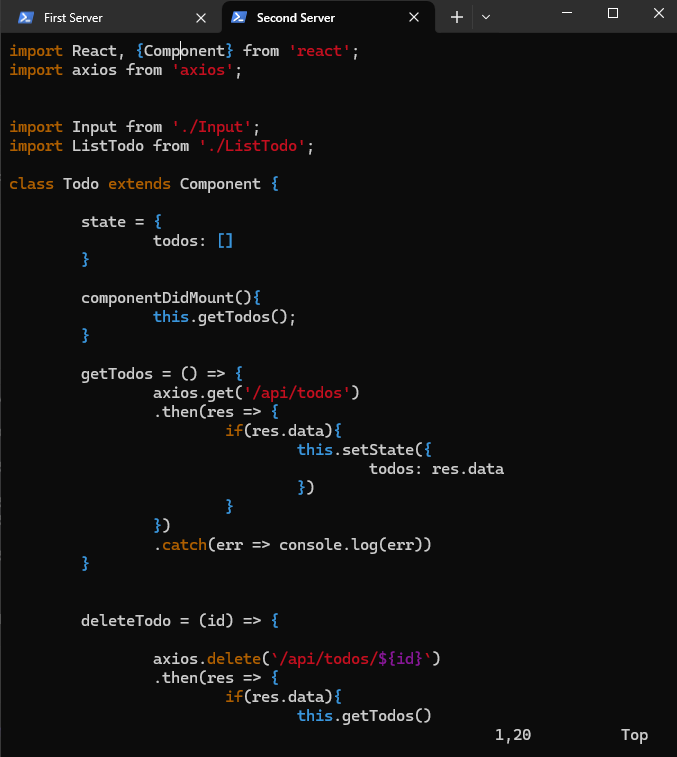 First Server
Second Server
import React, {Component} from 'react';
import axios from 'axios';
import Input from './Input';
import ListTodo from './ListTodo';
class Todo extends Component {
state = {
todos: []
}
componentDidMount(){
this.getTodos();
}
getTodos = () => {
axios.get('/api/todos')
.then(res => {
if(res.data){
this.setState({
todos: res.data
})
}
})
.catch(err => console.log(err))
}
deleteTodo = (id) => {
axios.delete(`/api/todos/${id}`)
.then(res => {
if(res.data){
this.getTodos()
1,20 Top